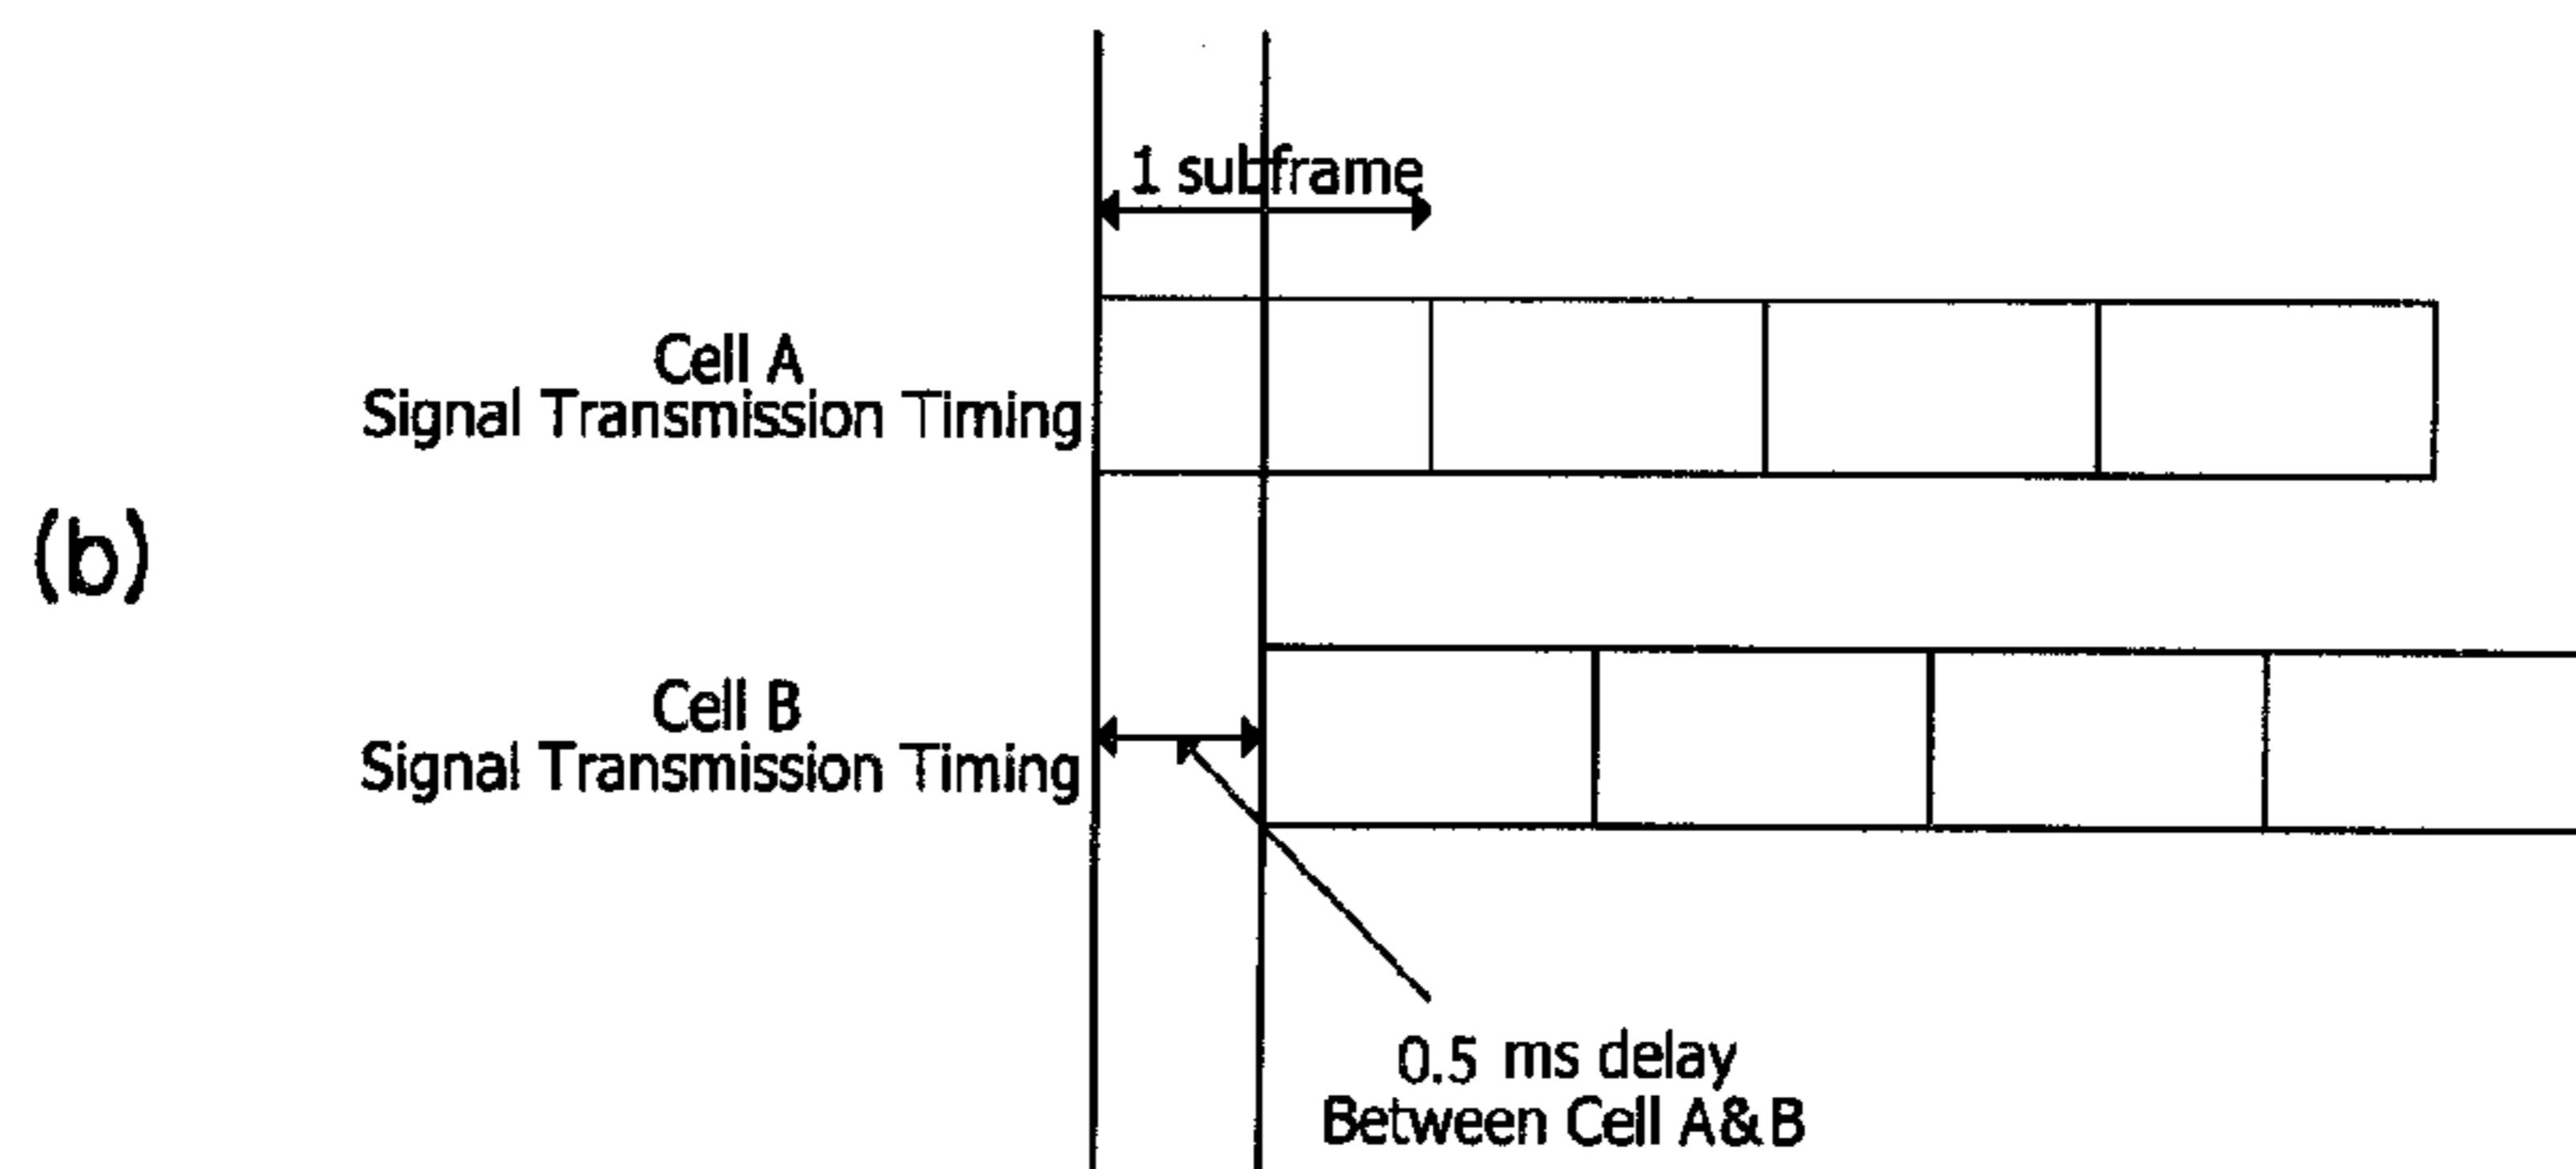 1 subframe
Cell A
Signal Transmission Timing
(b)
Cell B
Signal Transmission Timing
0.5 ms delay
Between Cell A&B